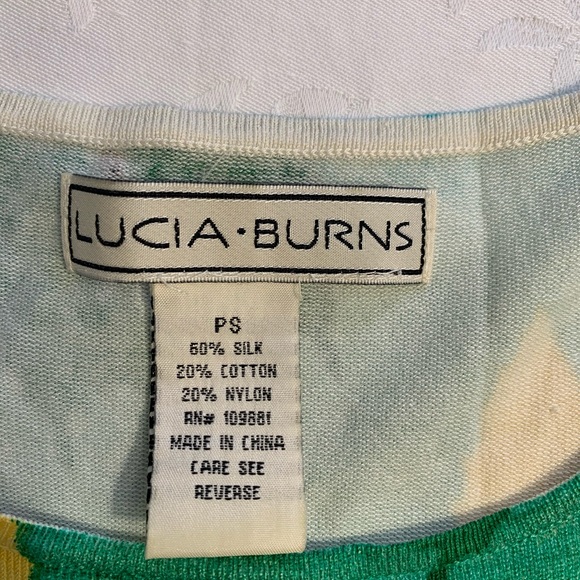 LUCIA·BURNS
PS
60% SILK
20% COTTON
20% NYLON
RN# 109881
MADE IN CHINA
CARE SEE
REVERSE